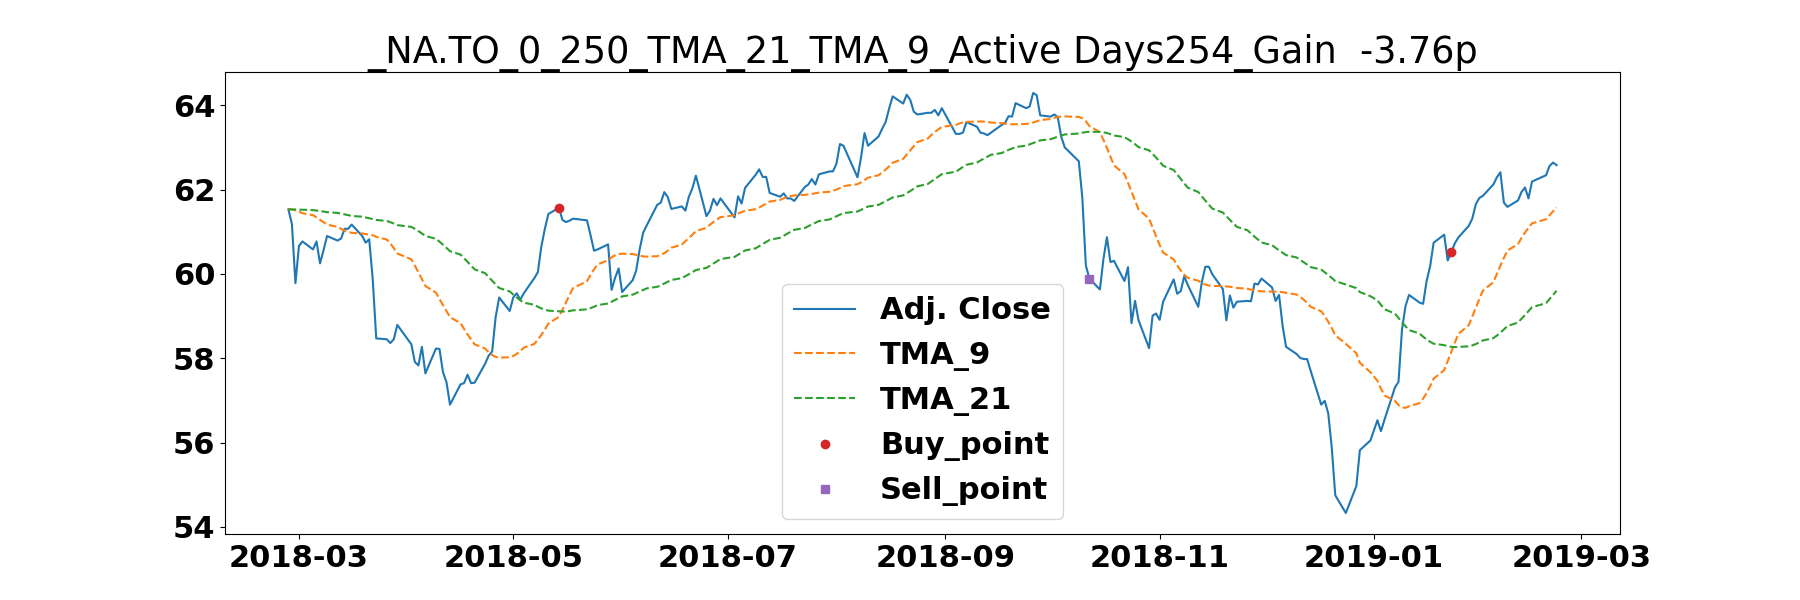 _NA.TO_0_250_TMA_21_TMA_9_Active Days254_Gain  -3.76p
64
62
60
58
56
54
Adj. Close
TMA_9
TMA_21
Buy_point
Sell_point
2018-03 2018-05 2018-07 2018-09 2018-11 2019-01 2019-03